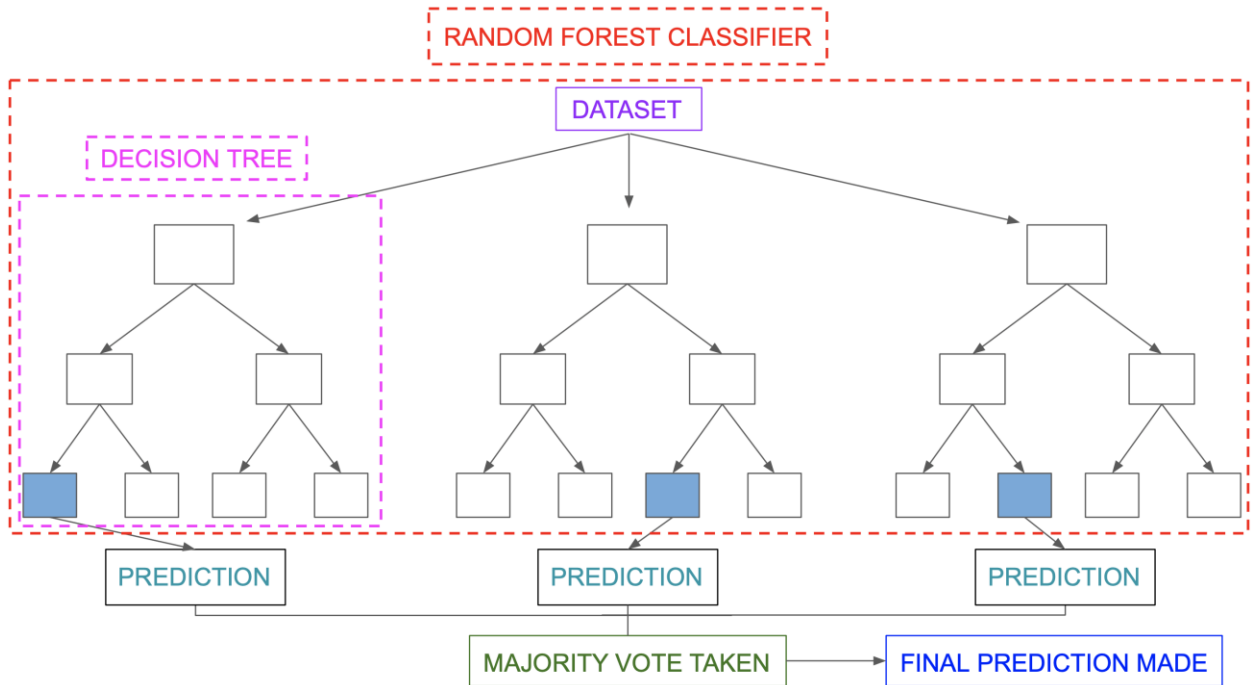 RANDOM FOREST CLASSIFIER
DATASET
DECISION TREE
PREDICTION
PREDICTION
PREDICTION
MAJORITY VOTE TAKEN
FINAL PREDICTION MADE